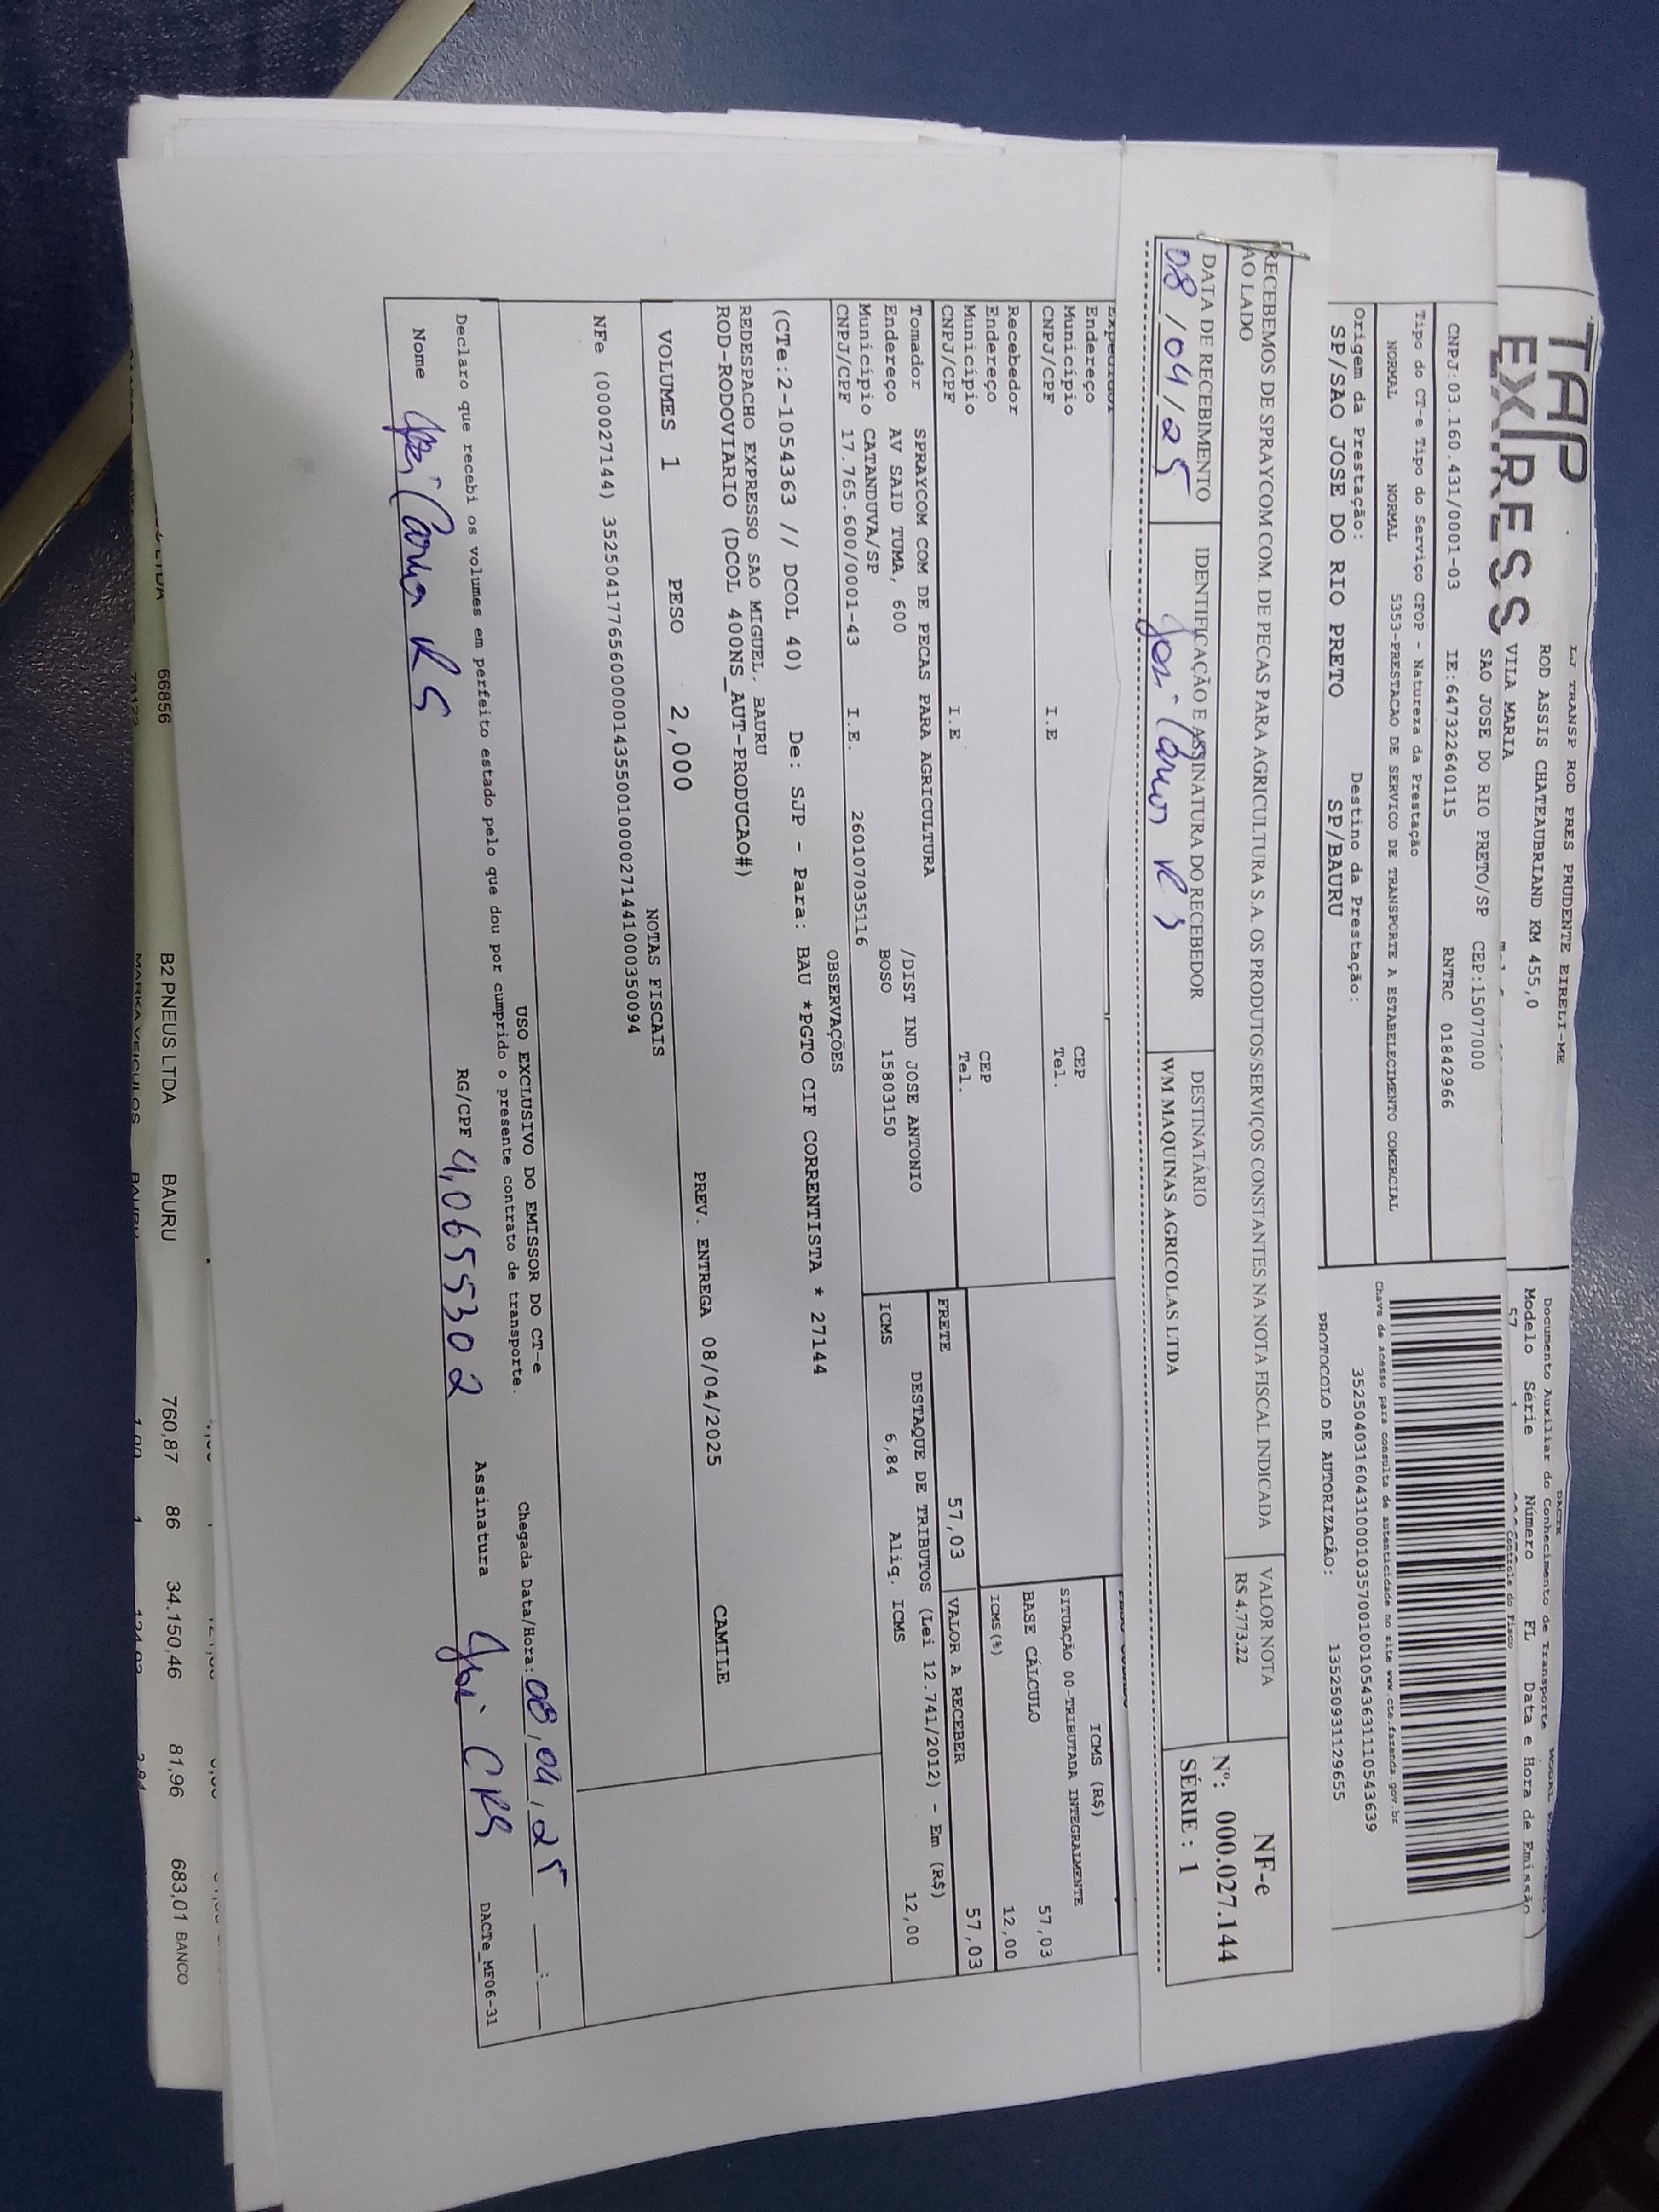 TAP
EXPRESS
TRANSP ROD PRES PRUDENTE EIRELI-ME
ROD ASSIS CHATEAUBRIAND KM 455,0
VILA MARIA
SAO JOSE DO RIO PRETO/SP CEP:15077000
CNPJ:03.160.431/0001-03 IE:647322640115 RNTRC 01842966
Tipo do CT-e Tipo do Serviço CFOP - Natureza da Prestação
NORMAL NORMAL 5353-PRESTACAO DE SERVICO DE TRANSPORTE A ESTABELECIMENTO COMERCIAL
Origem da Prestação: Destino da Prestação:
SP/SAO JOSE DO RIO PRETO SP/BAURU
DACTE
Documento Auxiliar do Conhecimento de Transporte
Modelo Série Número FL Data e Hora de Emissão
57 1
Controle do Fisco
Chave de acesso para consulta de autenticidade no site www.cte.fazenda.gov.br
35250403160431000103570010010543631110543639
PROTOCOLO DE AUTORIZAÇÃO: 135250931129655
RECEBEMOS DE SPRAYCOM COM. DE PECAS PARA AGRICULTURA S.A. OS PRODUTOS/SERVIÇOS CONSTANTES NA NOTA FISCAL INDICADA
AO LADO
VALOR NOTA
R$ 4.773,22
NF-e
Nº: 000.027.144
SÉRIE : 1
DATA DE RECEBIMENTO IDENTIFICAÇÃO E ASSINATURA DO RECEBEDOR DESTINATÁRIO
08/04/25 WM MAQUINAS AGRICOLAS LTDA
Expedidor
Endereço CEP
Município Tel.
CNPJ/CPF I.E
Recebedor
Endereço CEP
Município Tel.
CNPJ/CPF I.E
ICMS (R$)
SITUAÇÃO 00-TRIBUTADA INTEGRALMENTE
BASE CÁLCULO 57,03
ICMS(%) 12,00
FRETE 57,03 VALOR A RECEBER 57,03
Tomador SPRAYCOM COM DE PECAS PARA AGRICULTURA
Endereço AV SAID TUMA, 600 /DIST IND JOSE ANTONIO
Município CATANDUVA/SP BOSO 15803150
CNPJ/CPF 17.765.600/0001-43 I.E. 260107035116
DESTAQUE DE TRIBUTOS (Lei 12.741/2012) - Em (R$)
ICMS 6,84 Aliq. ICMS 12,00
OBSERVAÇÕES
(CTe:2-1054363 // DCOL 40) De: SJP - Para: BAU *PGTO CIF CORRENTISTA * 27144
REDESPACHO EXPRESSO SAO MIGUEL, BAURU
ROD-RODOVIARIO (DCOL 400NS_AUT-PRODUCAO#)
PREV. ENTREGA 08/04/2025 CAMILE
VOLUMES 1 PESO 2,000
NOTAS FISCAIS
NFe (000027144) 35250417765600000143550010000271441000350094
USO EXCLUSIVO DO EMISSOR DO CT-e
Declaro que recebi os volumes em perfeito estado pelo que dou por cumprido o presente contrato de transporte.
Chegada Data/Hora: 08/04/25 __:__
Nome RG/CPF 4,0655302 Assinatura
DACTe_MF06-31
66856 B2 PNEUS LTDA BAURU 760,87 86 34.150,46 81,96 683,01 BANCO